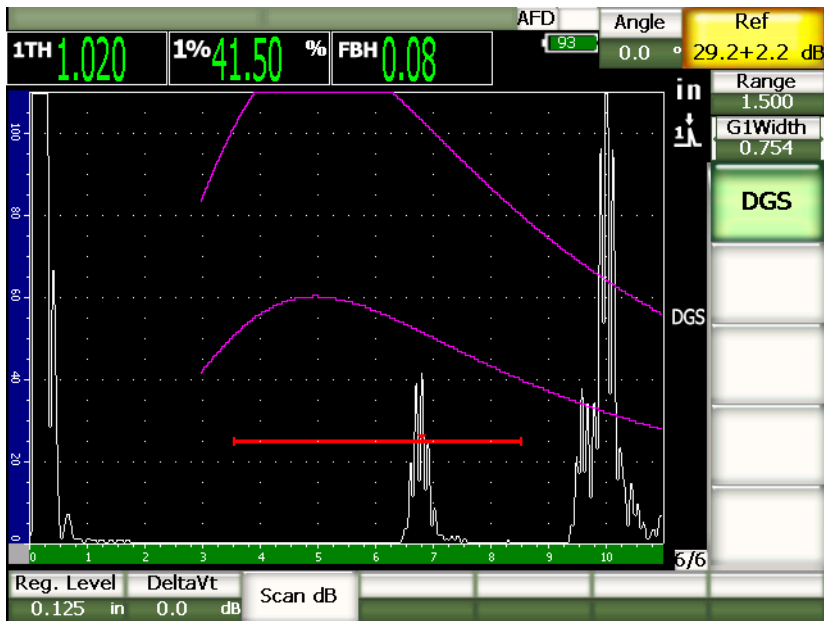 AFD Angle Ref
1TH 1.020 1% 41.50 % FBH 0.08 93 0.0 ° 29.2+2.2 dB
in Range
1.500
1 G1Width
0.754
100
80
60
40
20
0
DGS
DGS
0 1 2 3 4 5 6 7 8 9 10 6/6
Reg. Level DeltaVt Scan dB
0.125 in 0.0 dB